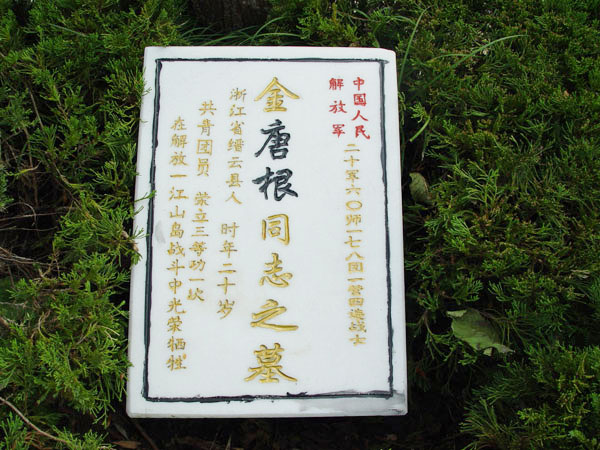 中国人民
解放军
二十军六〇师一七八团一营四连战士
金唐根同志之墓
浙江省缙云县人 时年二十岁
共青团员 荣立三等功一次
在解放一江山岛战斗中光荣牺牲